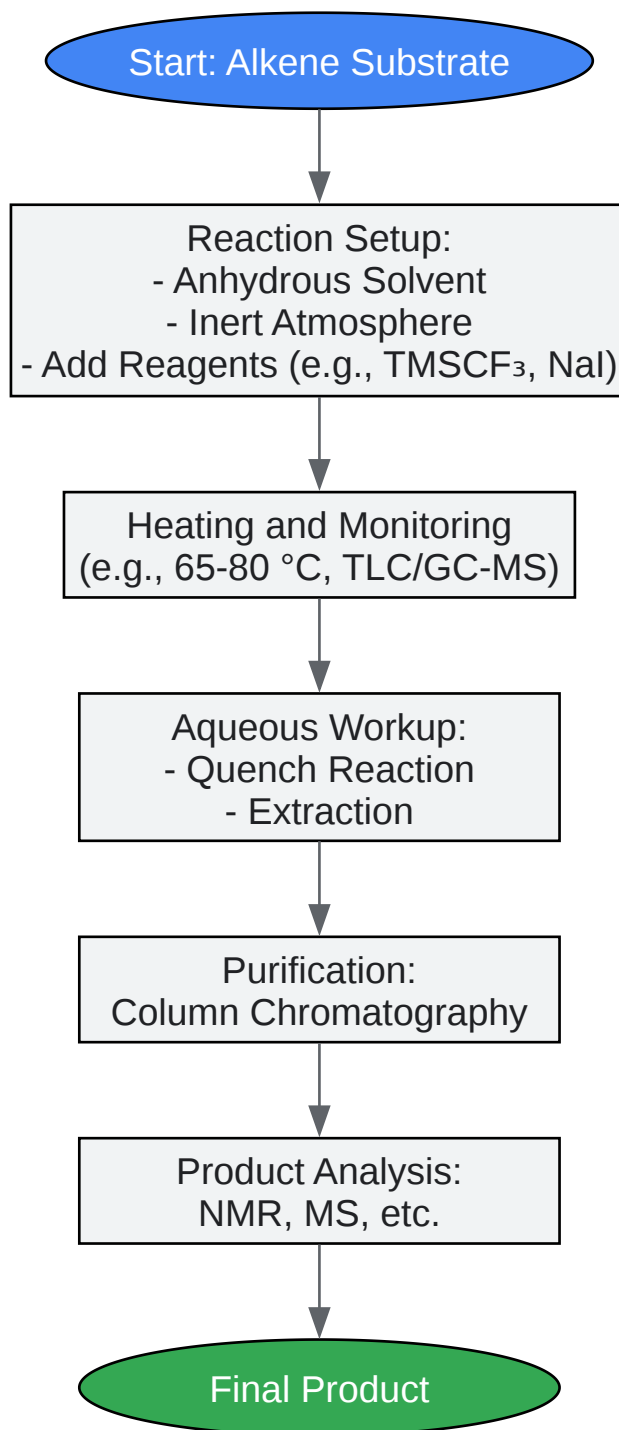 Start: Alkene Substrate
Reaction Setup:
- Anhydrous Solvent
- Inert Atmosphere
- Add Reagents (e.g., TMSCF₃, NaI)
Heating and Monitoring
(e.g., 65-80 °C, TLC/GC-MS)
Aqueous Workup:
- Quench Reaction
- Extraction
Purification:
Column Chromatography
Product Analysis:
NMR, MS, etc.
Final Product